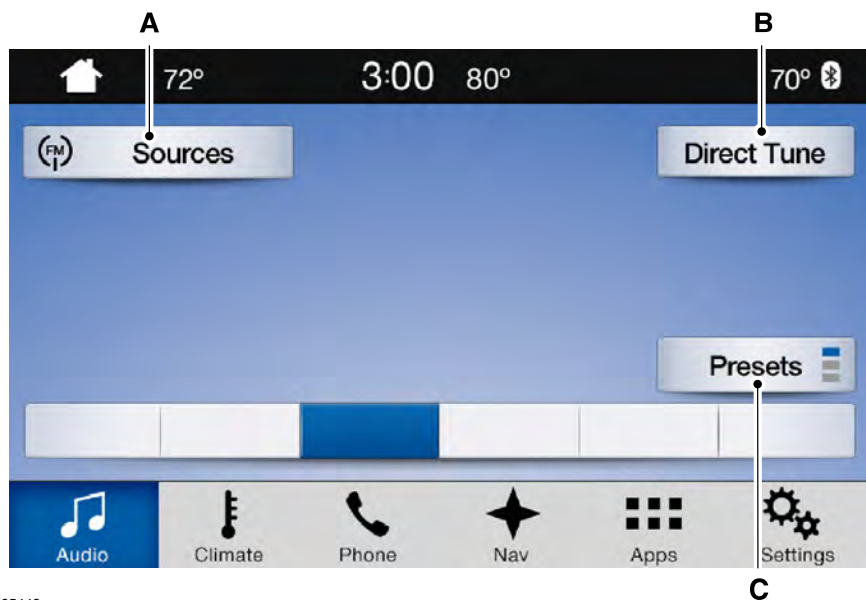 A B
72° 3:00 80° 70°
FM Sources Direct Tune
Presets
Audio Climate Phone Nav Apps Settings
C